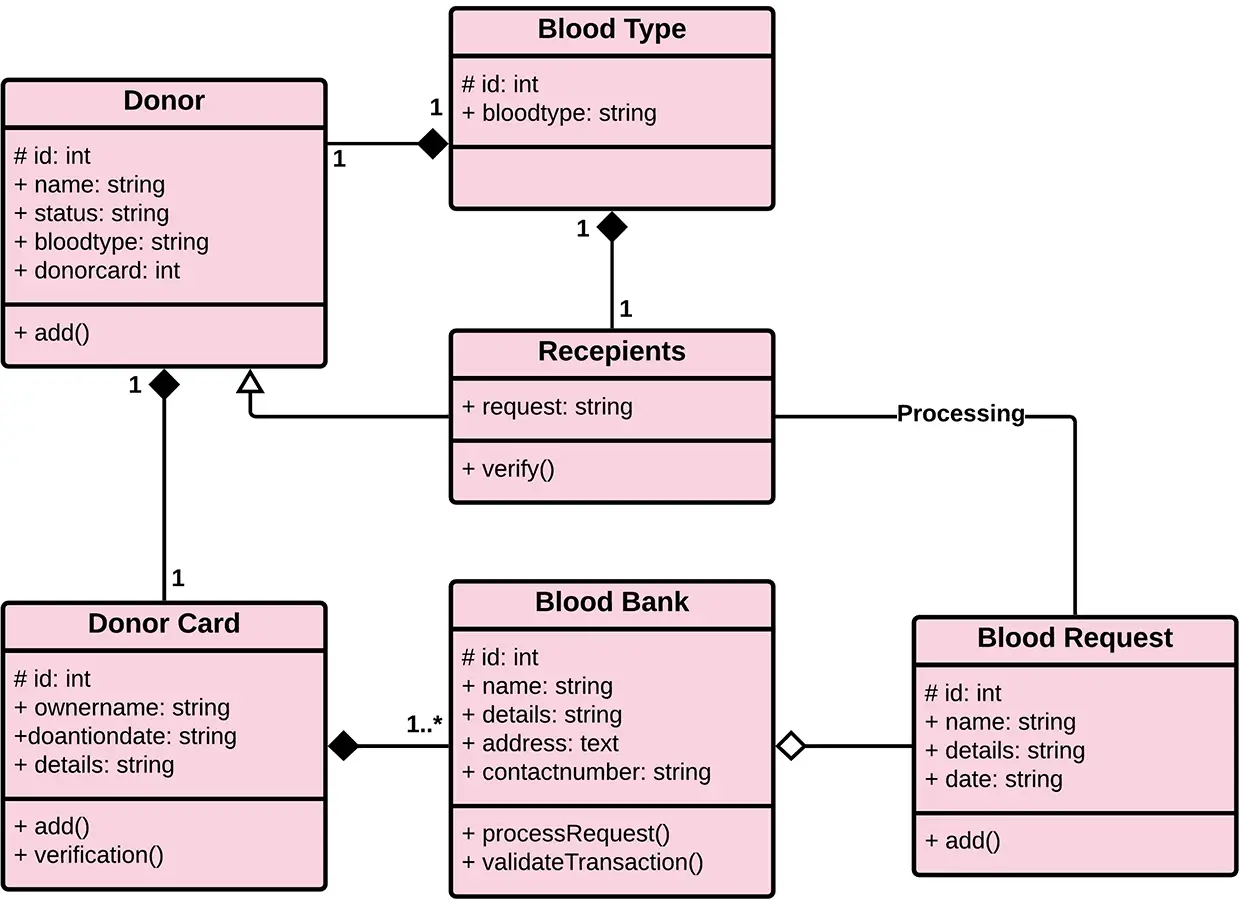 Blood Type
# id: int
+ bloodtype: string
Donor
# id: int
+ name: string
+ status: string
+ bloodtype: string
+ donorcard: int
+ add()
1
1
1
1
Recepients
+ request: string
+ verify()
Processing
1
1
Donor Card
# id: int
+ ownername: string
+doantiondate: string
+ details: string
+ add()
+ verification()
1..*
Blood Bank
# id: int
+ name: string
+ details: string
+ address: text
+ contactnumber: string
+ processRequest()
+ validateTransaction()
Blood Request
# id: int
+ name: string
+ details: string
+ date: string
+ add()